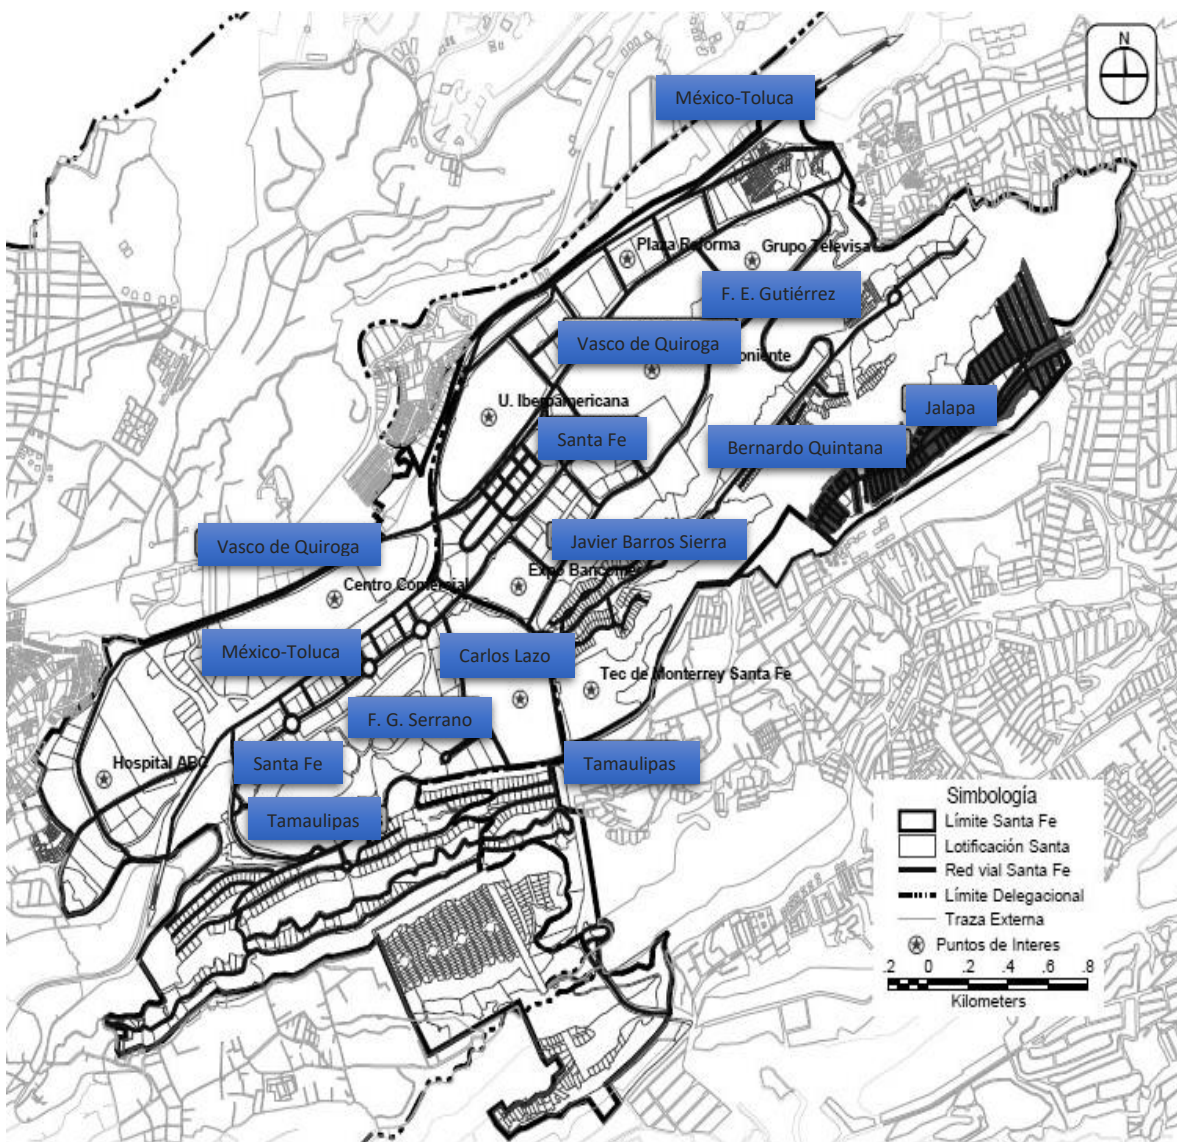 N
México-Toluca
Plaza Reforma
Grupo Televisa
F. E. Gutiérrez
Vasco de Quiroga
oniente
U. Iberoamericana
Jalapa
Santa Fe
Bernardo Quintana
Vasco de Quiroga
Javier Barros Sierra
Centro Comercial
Expo Bancomer
México-Toluca
Carlos Lazo
Tec de Monterrey Santa Fe
F. G. Serrano
Hospital ABC
Santa Fe
Tamaulipas
Tamaulipas
Simbología
Límite Santa Fe
Lotificación Santa
Red vial Santa Fe
Límite Delegacional
Traza Externa
Puntos de Interes
.2 0 .2 .4 .6 .8
Kilometers